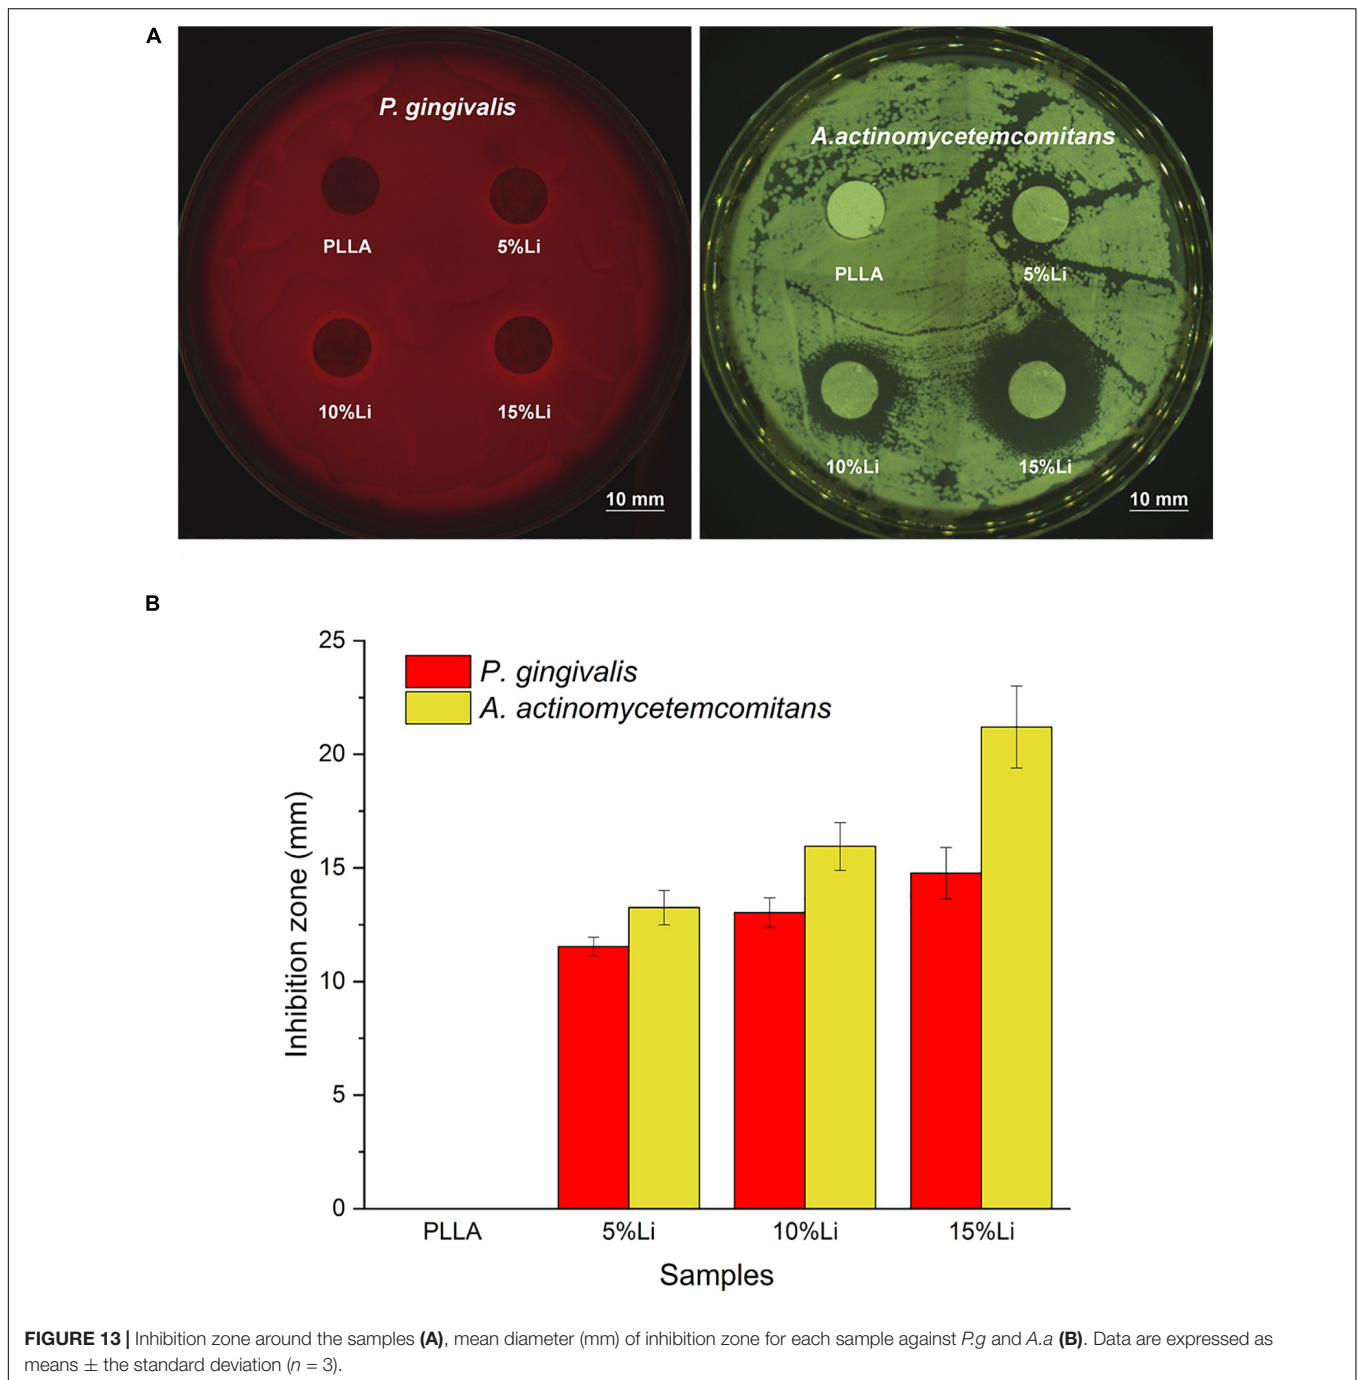 A
P. gingivalis
PLLA
5%Li
10%Li
15%Li
10 mm
A.actinomycetemcomitans
PLLA
5%Li
10%Li
15%Li
10 mm
B
25
20
15
10
5
0
Inhibition zone (mm)
P. gingivalis
A. actinomycetemcomitans
PLLA
5%Li
10%Li
15%Li
Samples
FIGURE 13 | Inhibition zone around the samples (A), mean diameter (mm) of inhibition zone for each sample against P.g and A.a (B). Data are expressed as
means ± the standard deviation (n = 3).